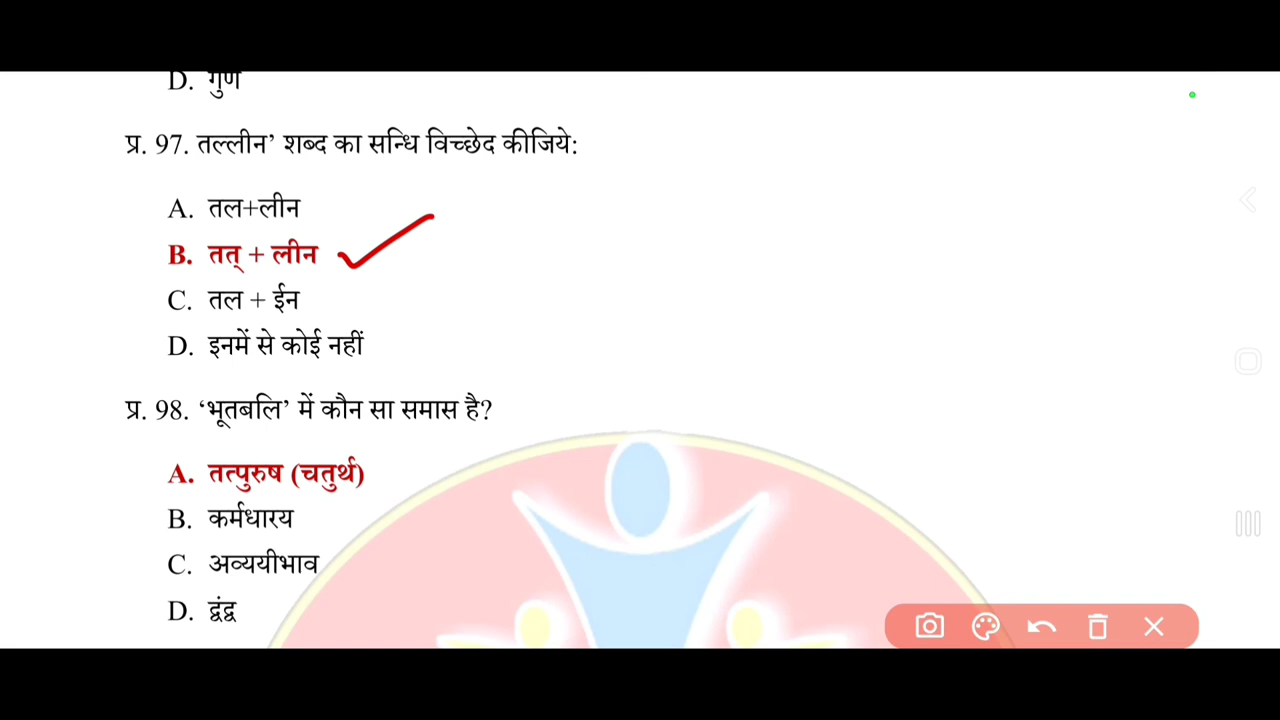 D. गुण
प्र. 97. तल्लीन’ शब्द का सन्धि विच्छेद कीजिये:
A. तल+लीन
B. तत् + लीन
C. तल + ईन
D. इनमें से कोई नहीं
प्र. 98. ‘भूतबलि’ में कौन सा समास है?
A. तत्पुरुष (चतुर्थ)
B. कर्मधारय
C. अव्ययीभाव
D. द्वंद्व